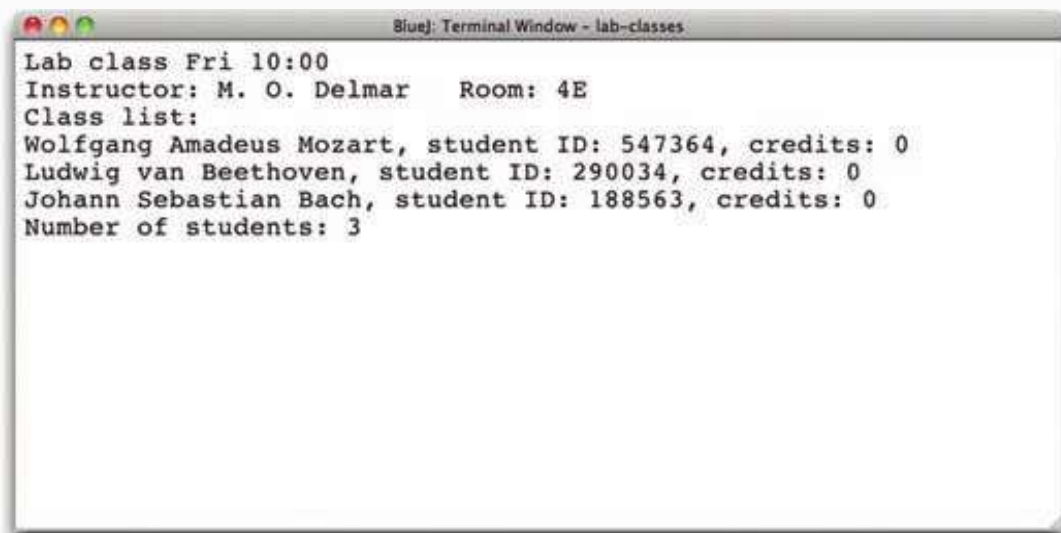 BlueJ: Terminal Window - lab-classes
Lab class Fri 10:00
Instructor: M. O. Delmar   Room: 4E
Class list:
Wolfgang Amadeus Mozart, student ID: 547364, credits: 0
Ludwig van Beethoven, student ID: 290034, credits: 0
Johann Sebastian Bach, student ID: 188563, credits: 0
Number of students: 3